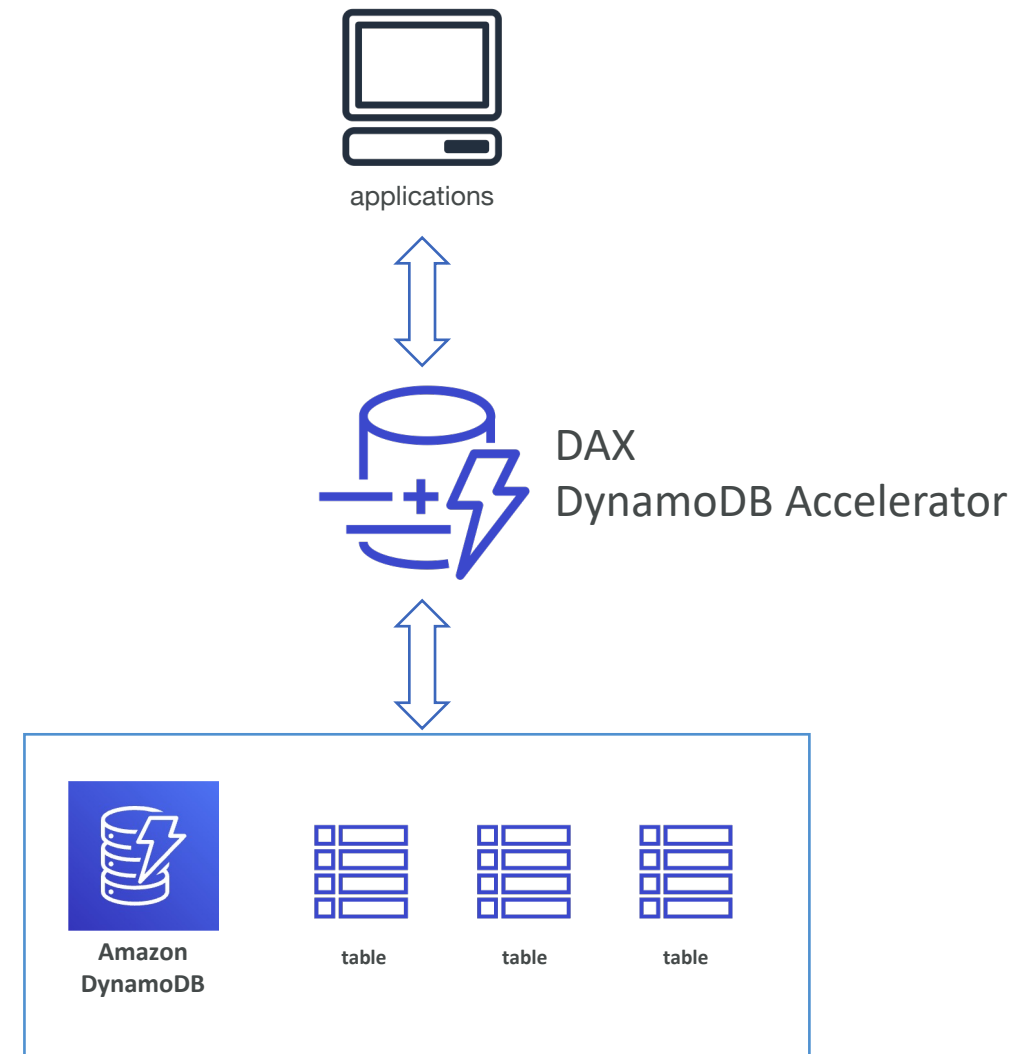 applications
DAX
DynamoDB Accelerator
Amazon
DynamoDB
table
table
table